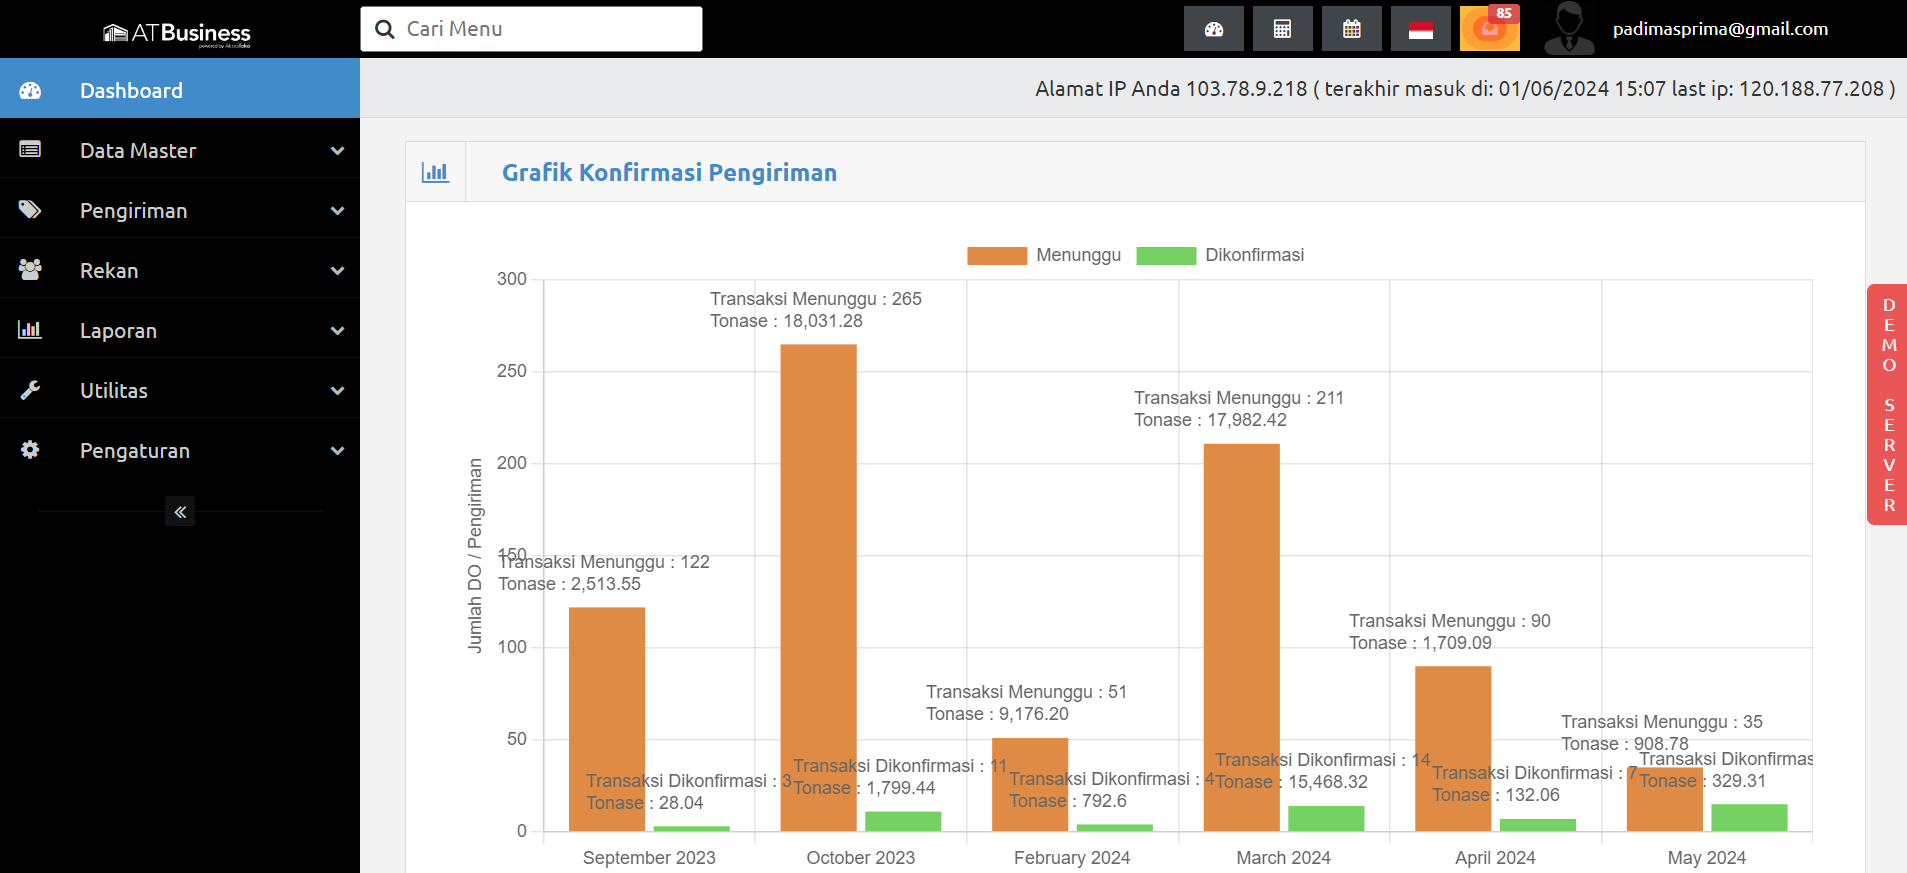 ATBusiness
powered by AksesToko
Cari Menu
85
padimasprima@gmail.com
Alamat IP Anda 103.78.9.218 ( terakhir masuk di: 01/06/2024 15:07 last ip: 120.188.77.208 )
Dashboard
Data Master
Pengiriman
Rekan
Laporan
Utilitas
Pengaturan
Grafik Konfirmasi Pengiriman
Menunggu
Dikonfirmasi
Jumlah DO / Pengiriman
300
250
200
150
100
50
0
Transaksi Menunggu : 122
Tonase : 2,513.55
Transaksi Dikonfirmasi : 3
Tonase : 28.04
Transaksi Menunggu : 265
Tonase : 18,031.28
Transaksi Dikonfirmasi : 11
Tonase : 1,799.44
Transaksi Menunggu : 51
Tonase : 9,176.20
Transaksi Dikonfirmasi : 4
Tonase : 792.6
Transaksi Menunggu : 211
Tonase : 17,982.42
Transaksi Dikonfirmasi : 14
Tonase : 15,468.32
Transaksi Menunggu : 90
Tonase : 1,709.09
Transaksi Dikonfirmasi : 7
Tonase : 132.06
Transaksi Menunggu : 35
Tonase : 908.78
Transaksi Dikonfirmas
Tonase : 329.31
September 2023
October 2023
February 2024
March 2024
April 2024
May 2024
DEMO SERVER